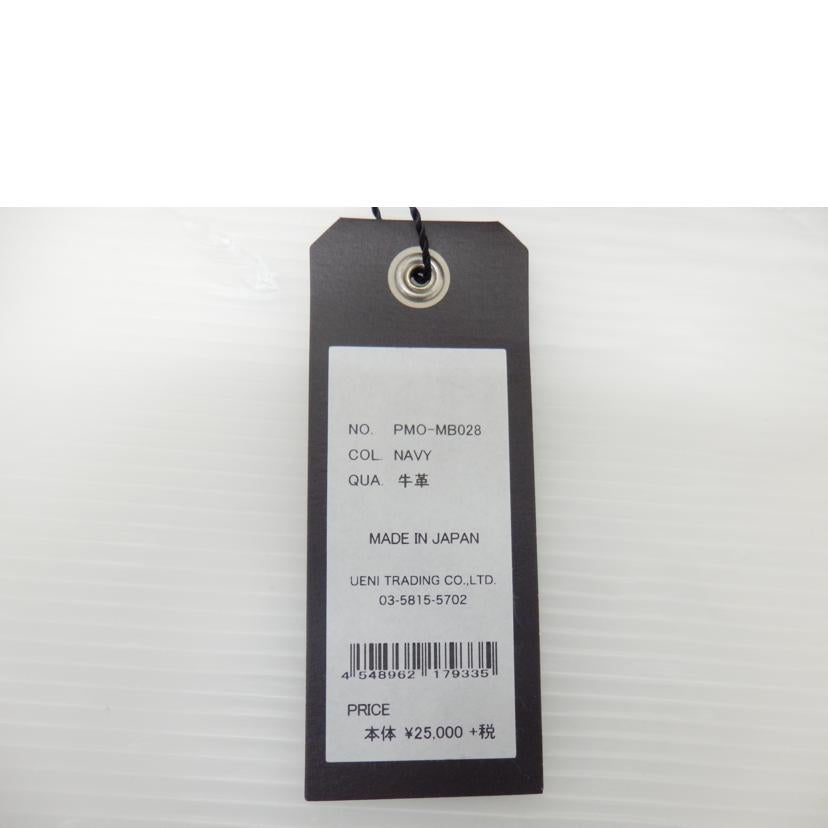 NO. PMO-MB028
COL. NAVY
QUA. 牛革
MADE IN JAPAN
UENI TRADING CO.,LTD.
03-5815-5702
4 548962 179335
PRICE
本体 ¥25,000 +税